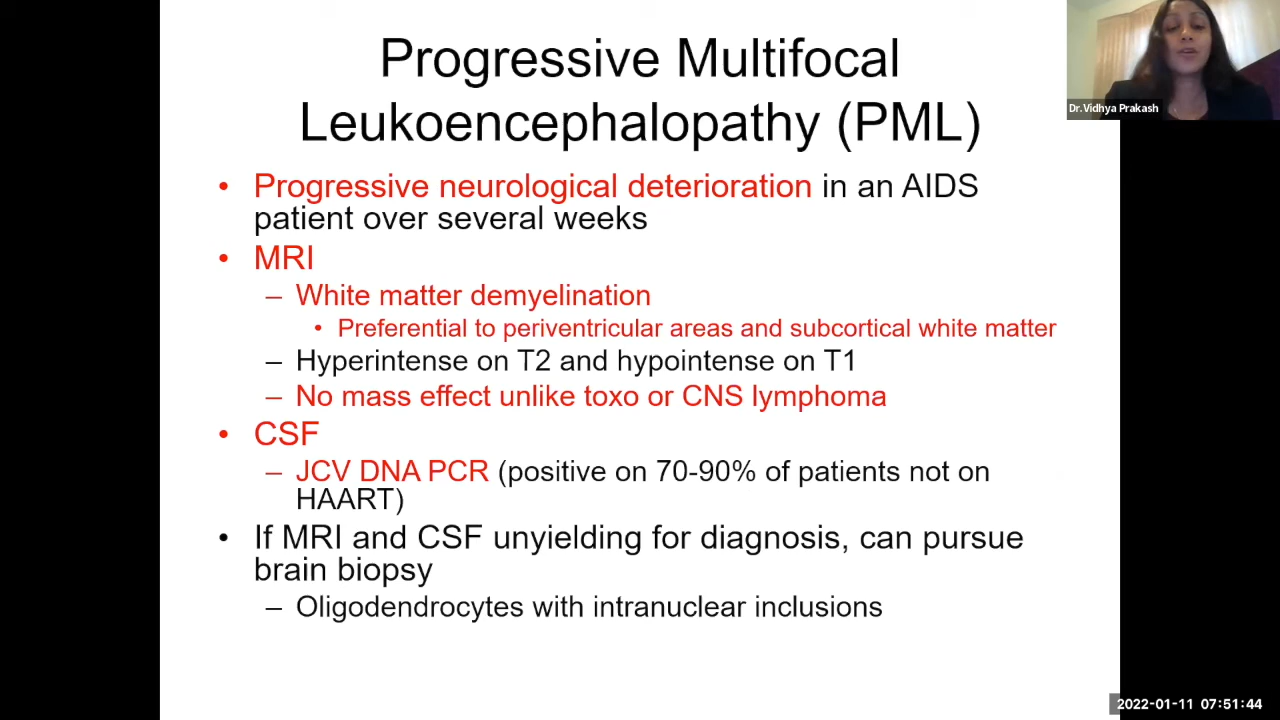 Progressive Multifocal
Leukoencephalopathy (PML)
Dr.Vidhya Prakash
• Progressive neurological deterioration in an AIDS
patient over several weeks
• MRI
– White matter demyelination
• Preferential to periventricular areas and subcortical white matter
– Hyperintense on T2 and hypointense on T1
– No mass effect unlike toxo or CNS lymphoma
• CSF
– JCV DNA PCR (positive on 70-90% of patients not on
HAART)
• If MRI and CSF unyielding for diagnosis, can pursue
brain biopsy
– Oligodendrocytes with intranuclear inclusions
2022-01-11 07:51:44